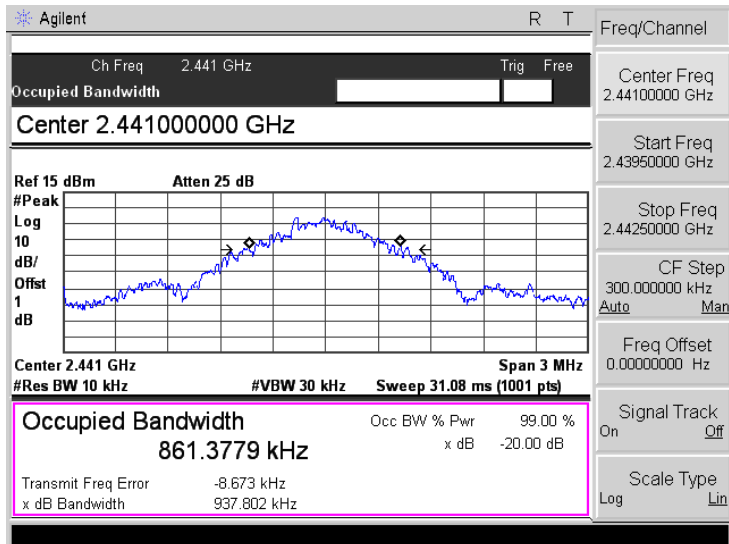 Agilent R T
Freq/Channel
Ch Freq 2.441 GHz Trig Free
Occupied Bandwidth
Center 2.441000000 GHz
Ref 15 dBm Atten 25 dB
#Peak
Log
10
dB/
Offst
1
dB
Center 2.441 GHz Span 3 MHz
#Res BW 10 kHz #VBW 30 kHz Sweep 31.08 ms (1001 pts)
Occupied Bandwidth Occ BW % Pwr 99.00 %
861.3779 kHz x dB -20.00 dB
Transmit Freq Error -8.673 kHz
x dB Bandwidth 937.802 kHz
Center Freq
2.44100000 GHz
Start Freq
2.43950000 GHz
Stop Freq
2.44250000 GHz
CF Step
300.000000 kHz
Auto Man
Freq Offset
0.00000000 Hz
Signal Track
On Off
Scale Type
Log Lin